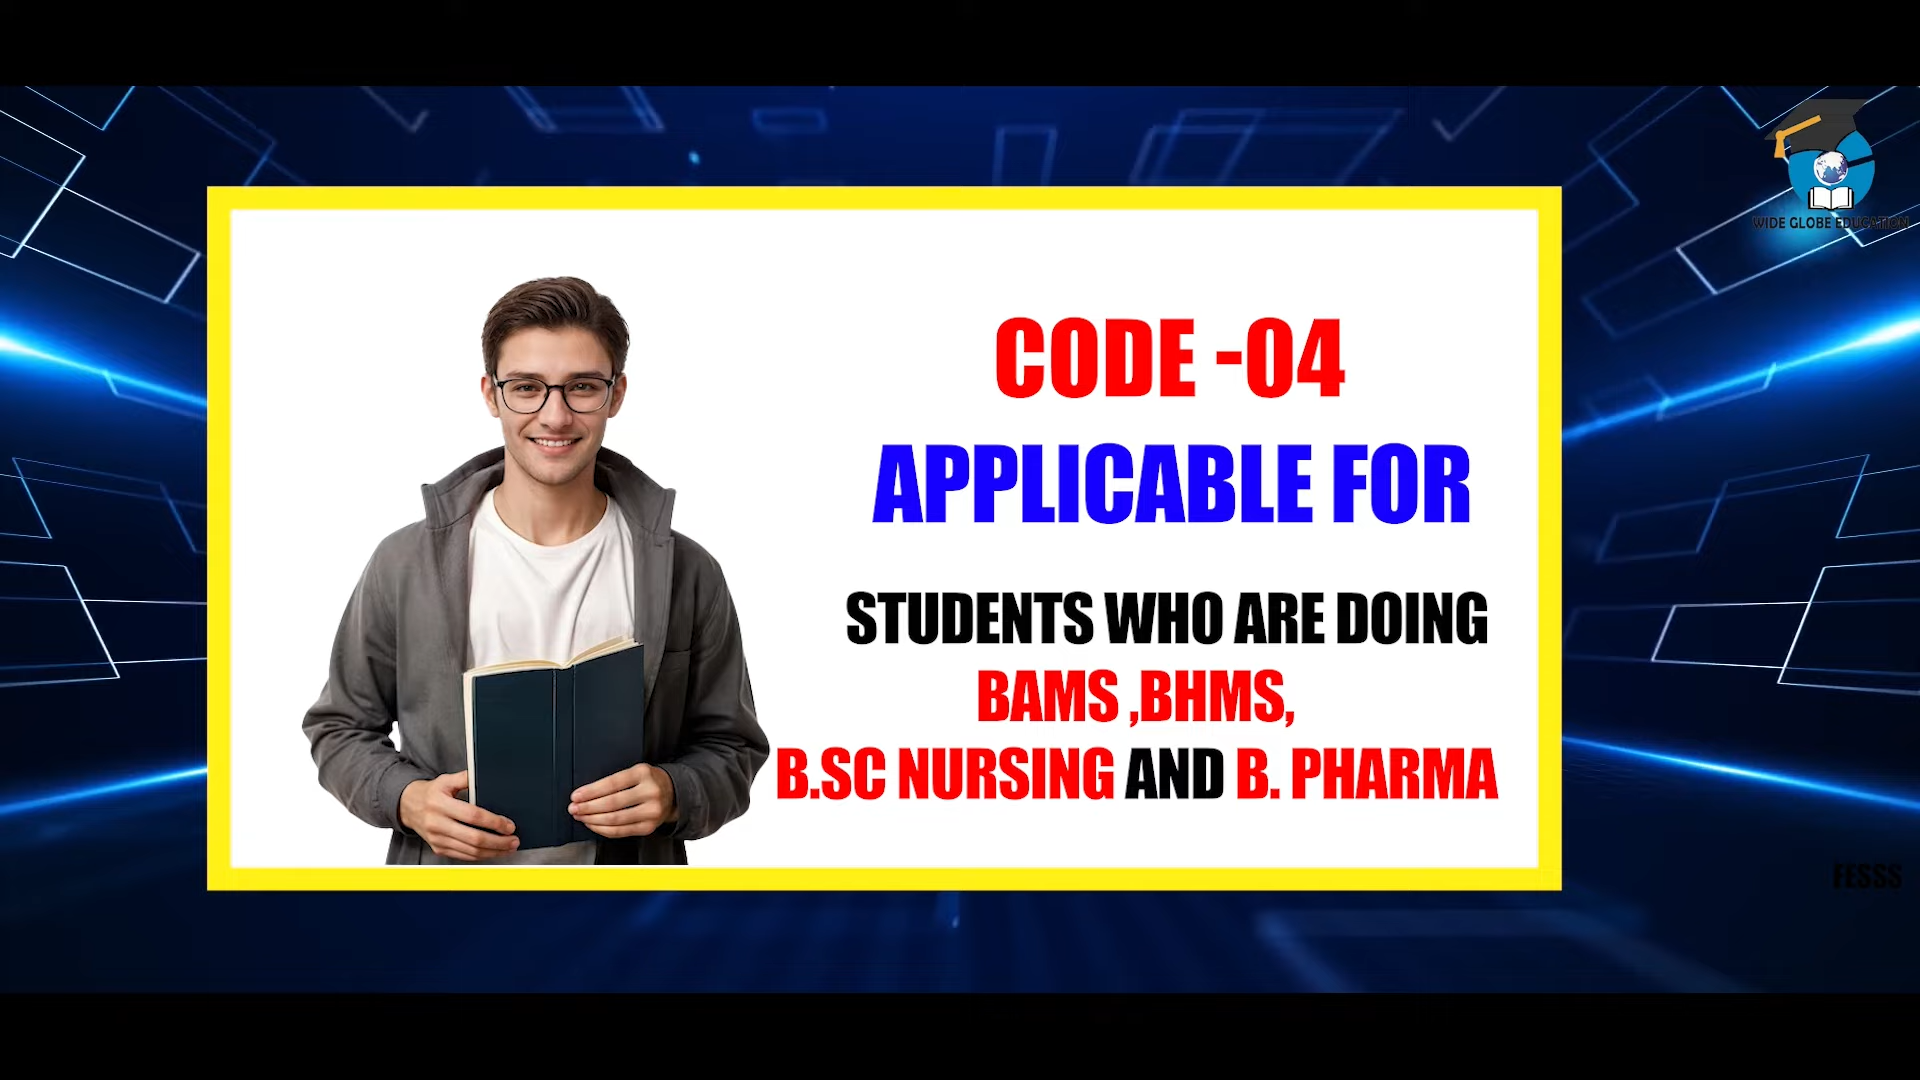 WIDE GLOBE EDUCATION
CODE -04
APPLICABLE FOR
STUDENTS WHO ARE DOING
BAMS ,BHMS,
B.SC NURSING AND B. PHARMA
FESSS